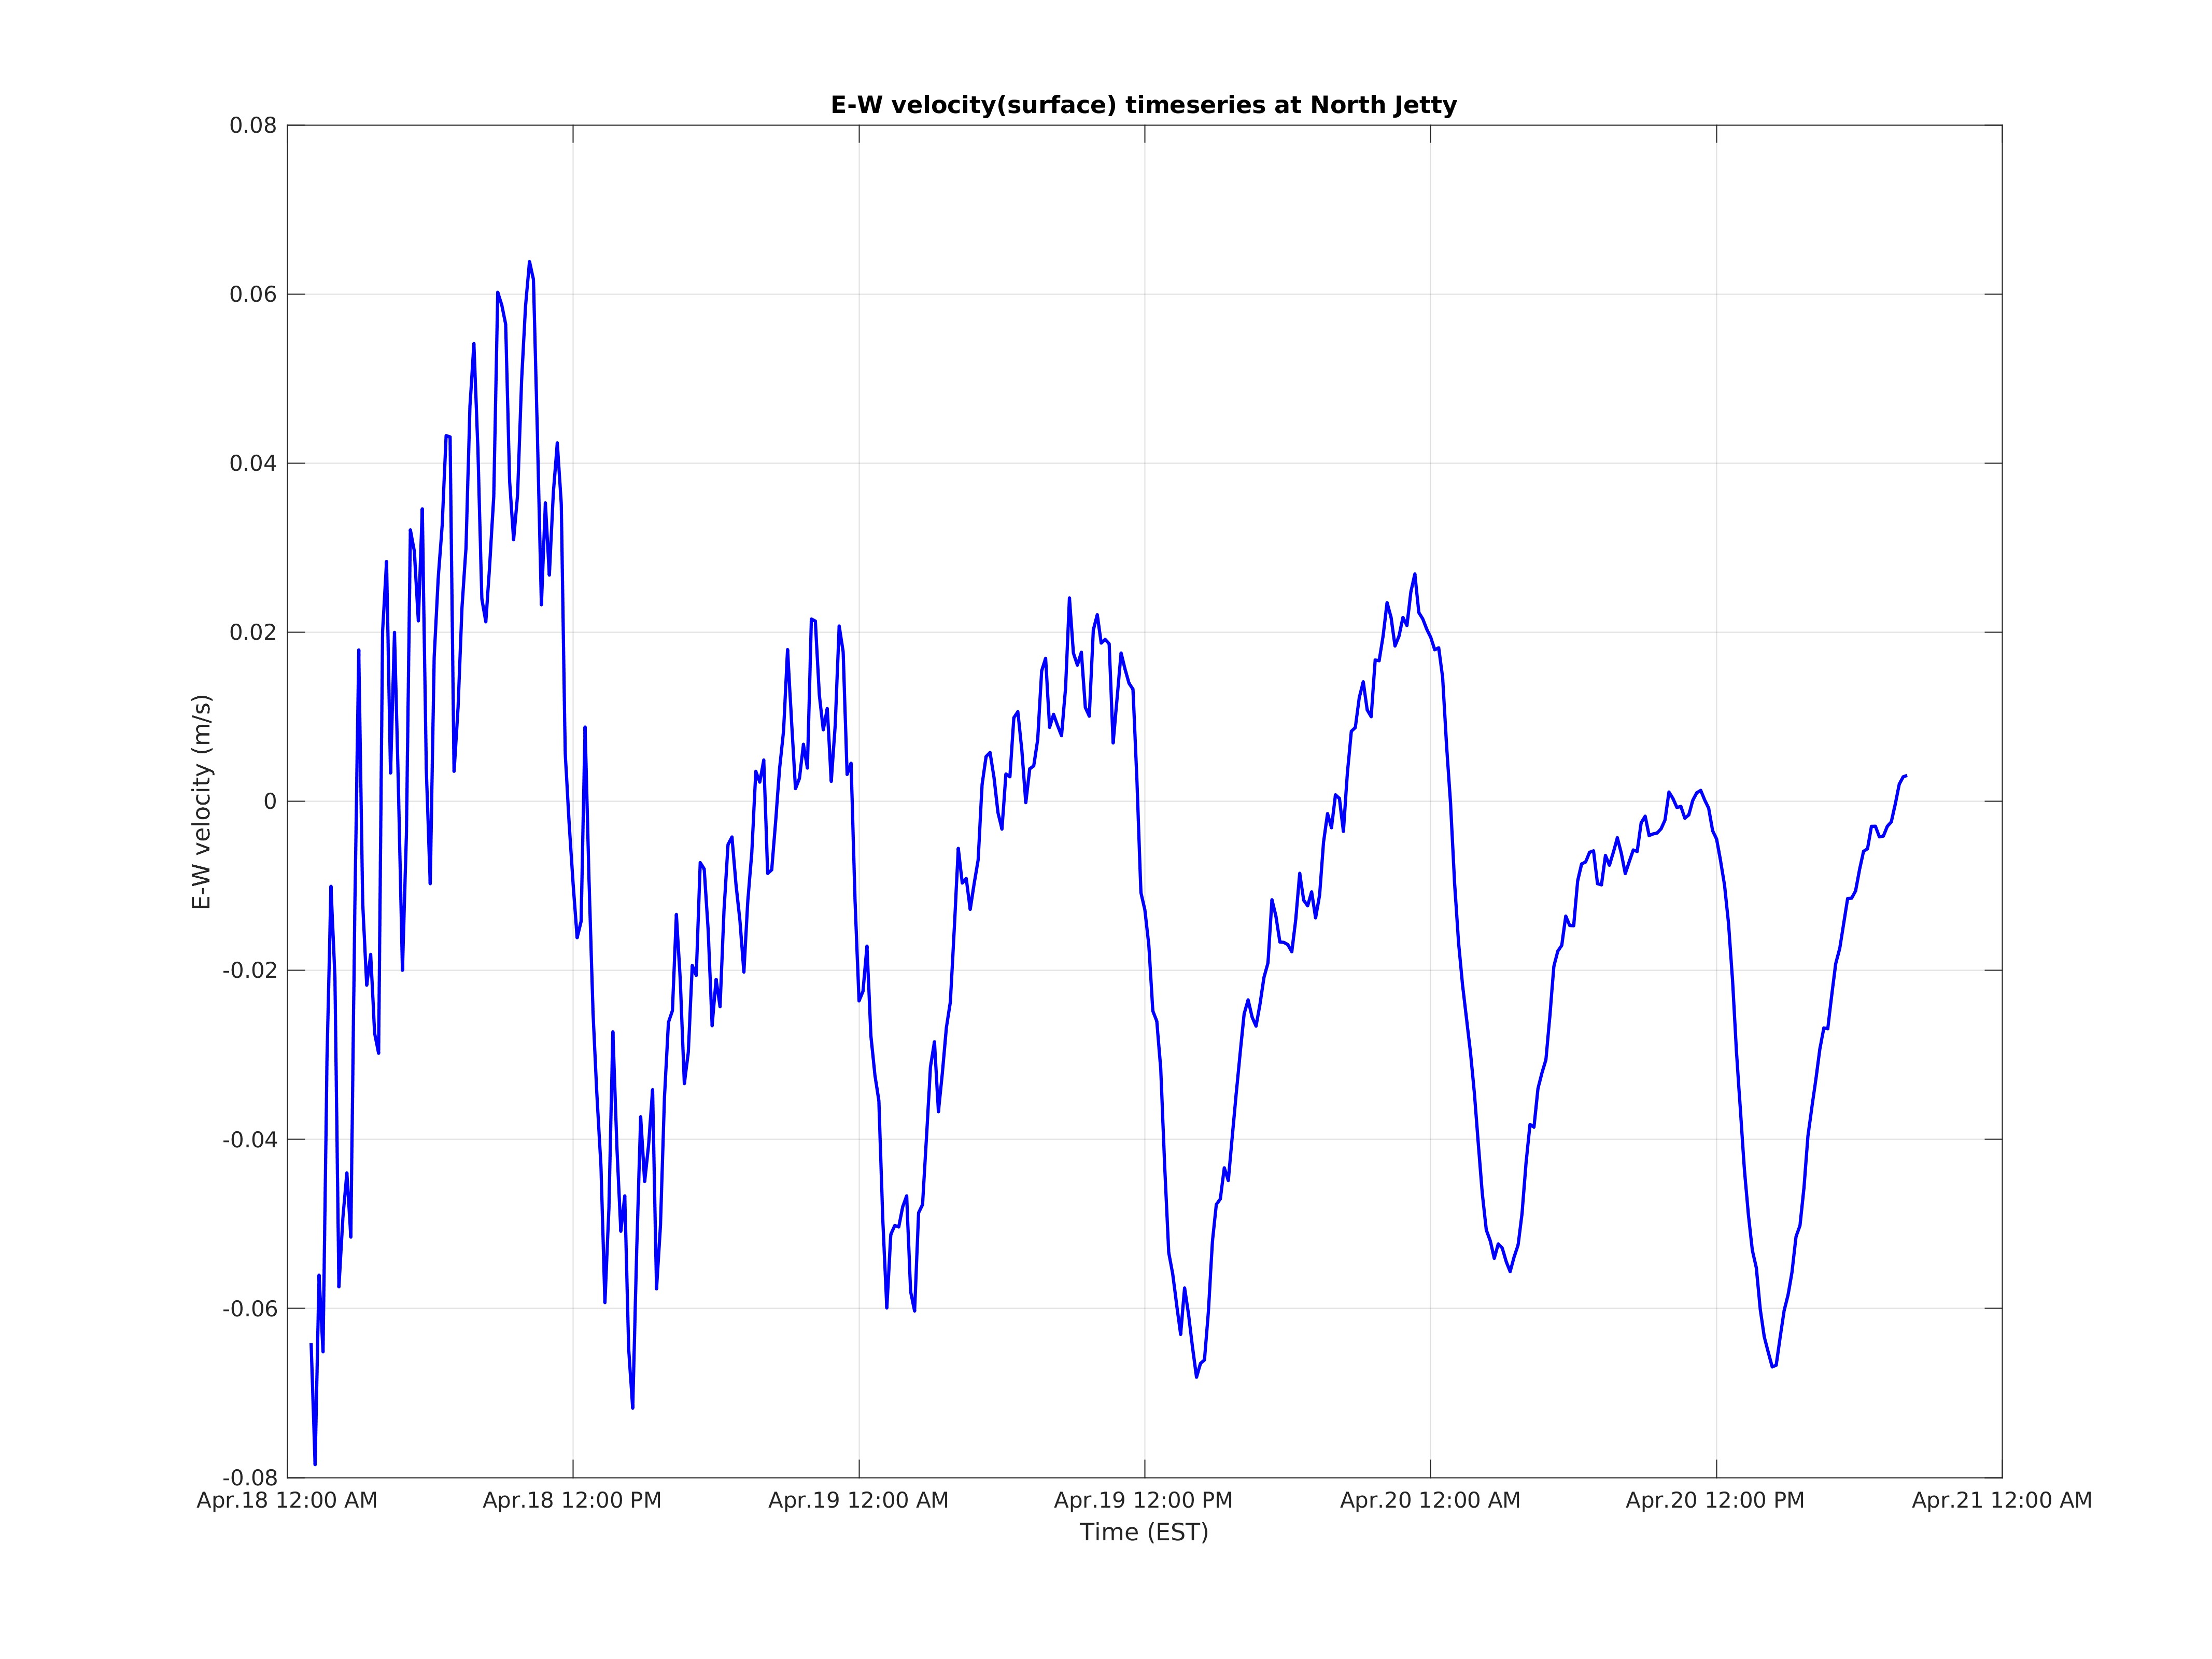 E-W velocity(surface) timeseries at North Jetty
0.08
0.06
0.04
0.02
0
-0.02
-0.04
-0.06
-0.08
E-W velocity (m/s)
Apr.18 12:00 AM
Apr.18 12:00 PM
Apr.19 12:00 AM
Apr.19 12:00 PM
Apr.20 12:00 AM
Apr.20 12:00 PM
Apr.21 12:00 AM
Time (EST)